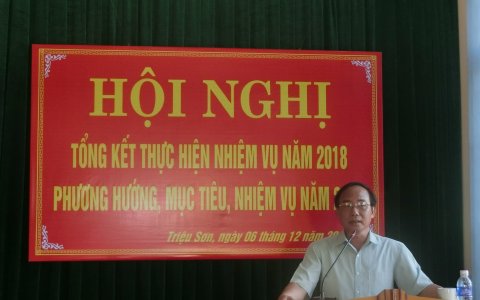 HỘI NGHỊ
TỔNG KẾT THỰC HIỆN NHIỆM VỤ NĂM 2018
PHƯƠNG HƯỚNG, MỤC TIÊU, NHIỆM VỤ NĂM
Triệu Sơn, ngày 06 tháng 12 năm